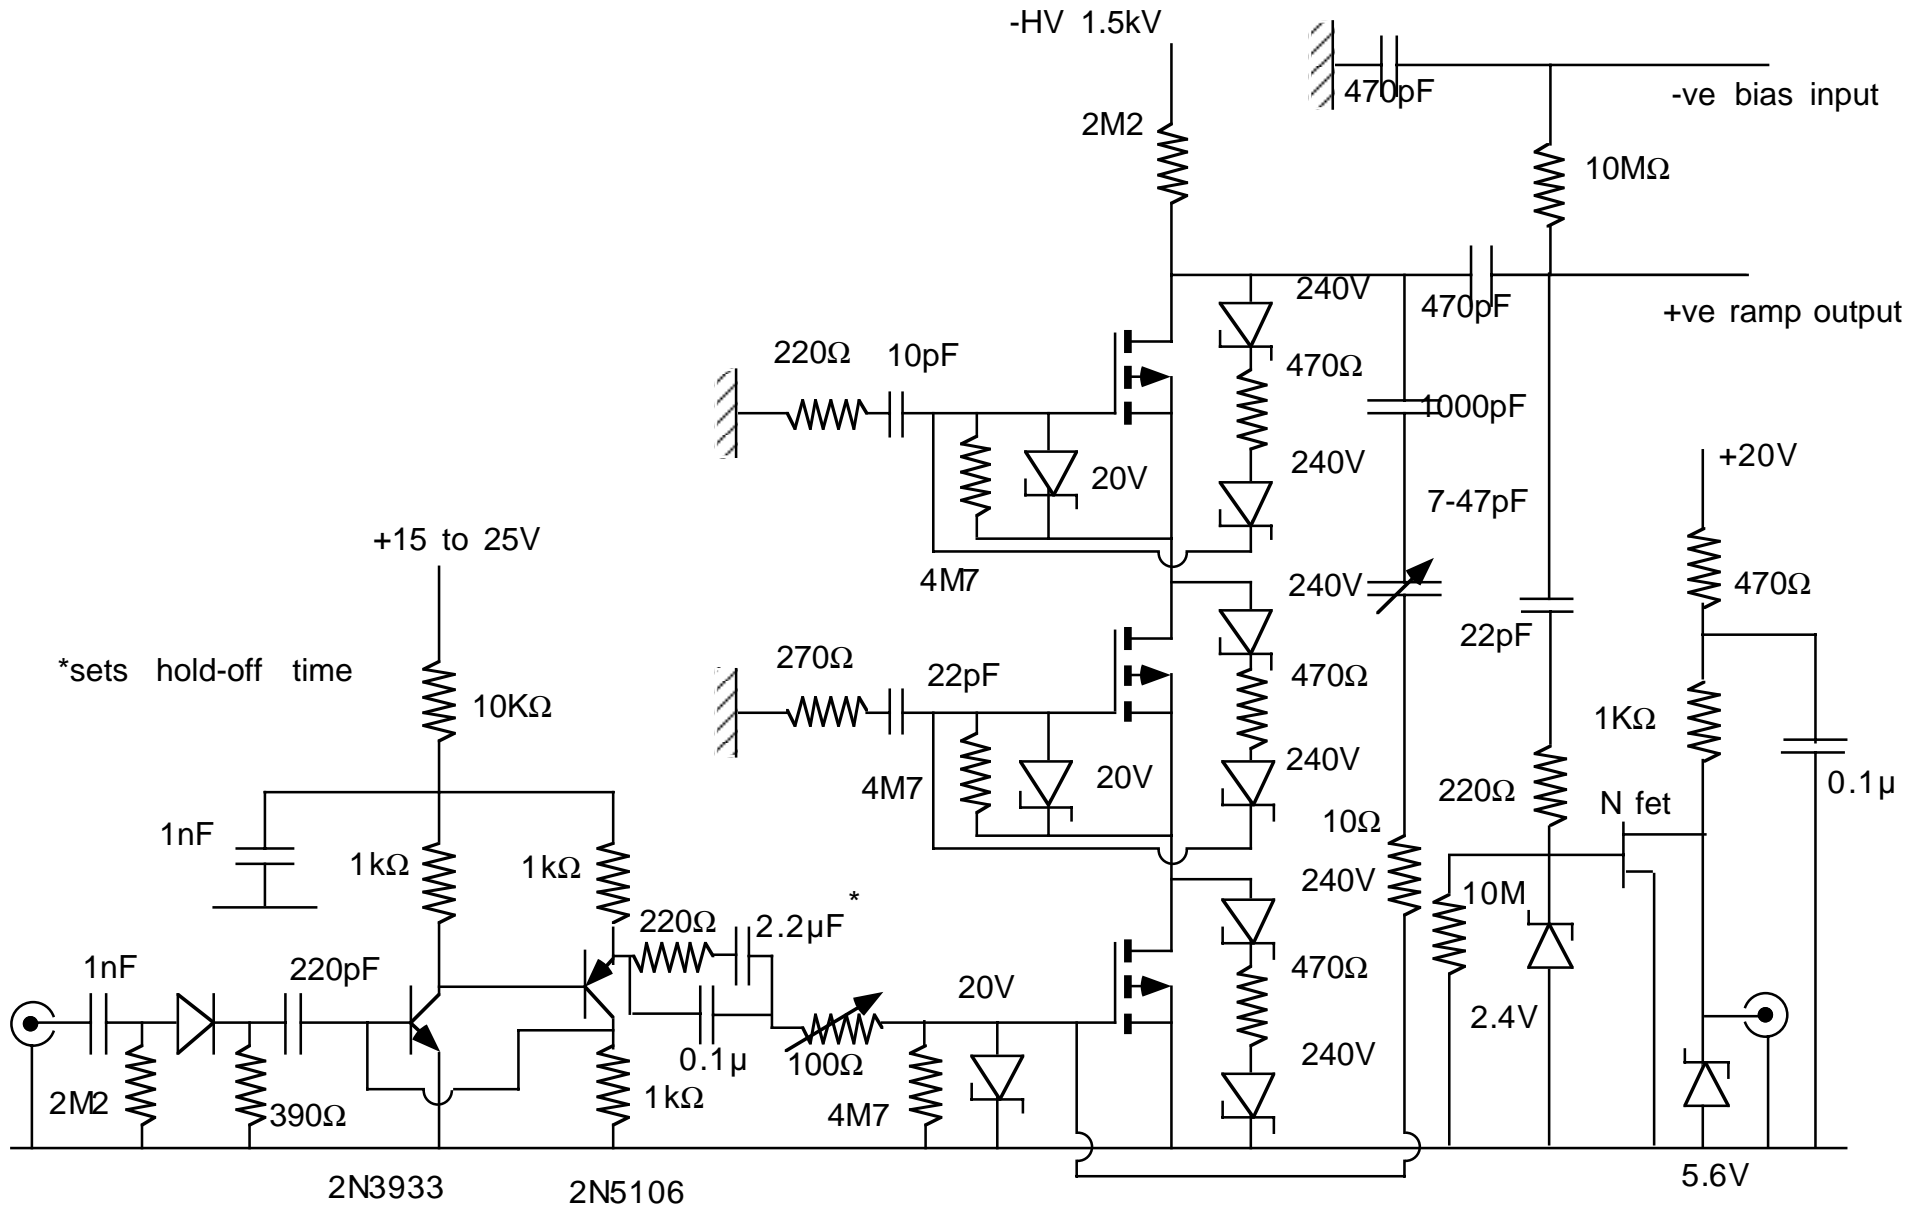 -HV 1.5kV
470pF
-ve bias input
2M2
10MΩ
240V
470pF
+ve ramp output
220Ω
10pF
470Ω
1000pF
240V
20V
+20V
7-47pF
+15 to 25V
4M7
240V
470Ω
22pF
*sets hold-off time
270Ω
22pF
470Ω
10KΩ
1KΩ
240V
20V
4M7
220Ω
N fet
0.1µ
1nF
10Ω
1kΩ
1kΩ
240V
10M
*
220Ω
2.2µF
1nF
220pF
470Ω
20V
2.4V
0.1µ
100Ω
240V
2M2
390Ω
1kΩ
4M7
2N3933
2N5106
5.6V